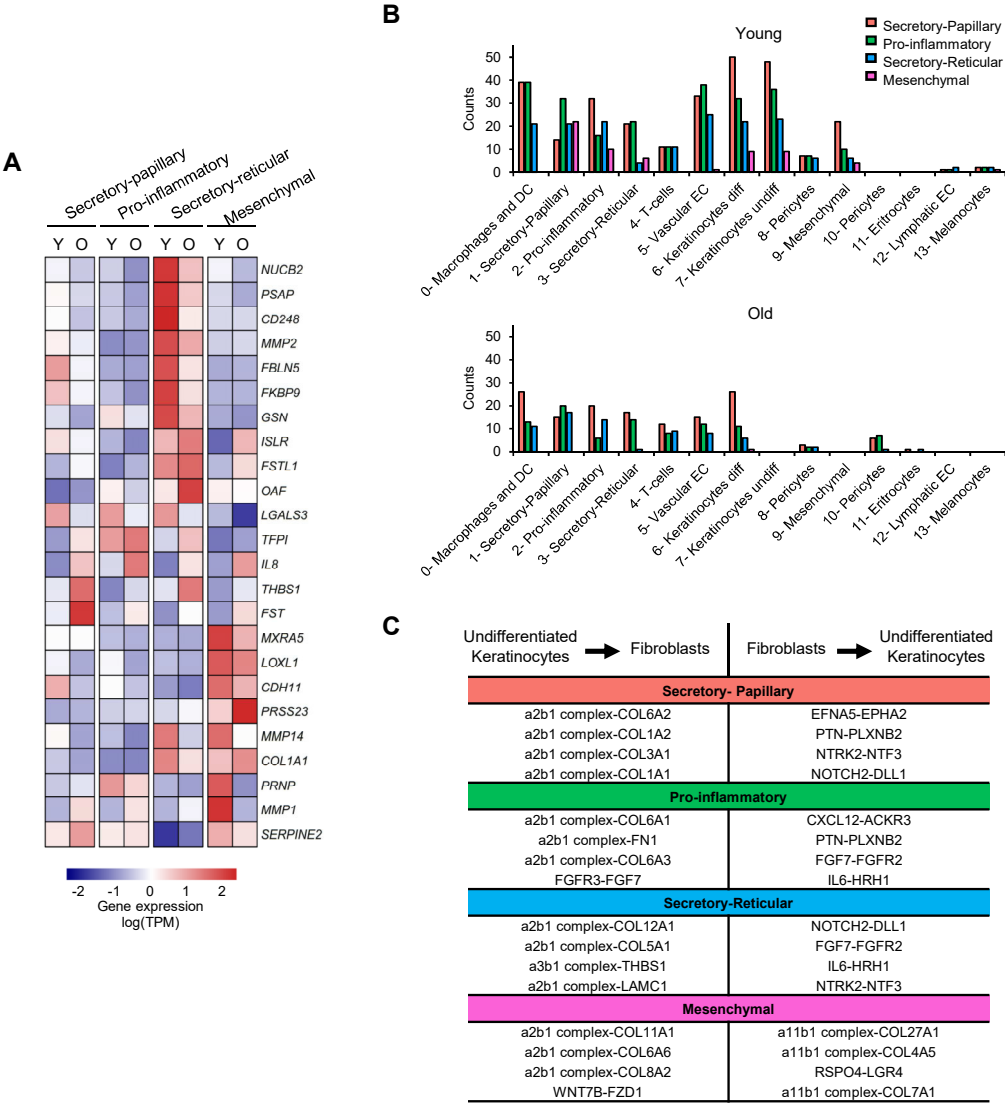 A
Secretory-papillary
Pro-inflammatory
Secretory-reticular
Mesenchymal
Y O Y O Y O Y O
NUCB2
PSAP
CD248
MMP2
FBLN5
FKBP9
GSN
ISLR
FSTL1
OAF
LGALS3
TFPI
IL8
THBS1
FST
MXRA5
LOXL1
CDH11
PRSS23
MMP14
COL1A1
PRNP
MMP1
SERPINE2
-2 -1 0 1 2
Gene expression
log(TPM)
B
Young
Secretory-Papillary
Pro-inflammatory
Secretory-Reticular
Mesenchymal
Counts
50
40
30
20
10
0
0- Macrophages and DC
1- Secretory-Papillary
2- Pro-inflammatory
3- Secretory-Reticular
4- T-cells
5- Vascular EC
6- Keratinocytes diff
7- Keratinocytes undiff
8- Pericytes
9- Mesenchymal
10- Pericytes
11- Eritrocytes
12- Lymphatic EC
13- Melanocytes
Old
Counts
50
40
30
20
10
0
0- Macrophages and DC
1- Secretory-Papillary
2- Pro-inflammatory
3- Secretory-Reticular
4- T-cells
5- Vascular EC
6- Keratinocytes diff
7- Keratinocytes undiff
8- Pericytes
9- Mesenchymal
10- Pericytes
11- Eritrocytes
12- Lymphatic EC
13- Melanocytes
C
Undifferentiated
Keratinocytes
Fibroblasts
Fibroblasts
Undifferentiated
Keratinocytes
Secretory- Papillary
a2b1 complex-COL6A2 EFNA5-EPHA2
a2b1 complex-COL1A2 PTN-PLXNB2
a2b1 complex-COL3A1 NTRK2-NTF3
a2b1 complex-COL1A1 NOTCH2-DLL1
Pro-inflammatory
a2b1 complex-COL6A1 CXCL12-ACKR3
a2b1 complex-FN1 PTN-PLXNB2
a2b1 complex-COL6A3 FGF7-FGFR2
FGFR3-FGF7 IL6-HRH1
Secretory-Reticular
a2b1 complex-COL12A1 NOTCH2-DLL1
a2b1 complex-COL5A1 FGF7-FGFR2
a3b1 complex-THBS1 IL6-HRH1
a2b1 complex-LAMC1 NTRK2-NTF3
Mesenchymal
a2b1 complex-COL11A1 a11b1 complex-COL27A1
a2b1 complex-COL6A6 a11b1 complex-COL4A5
a2b1 complex-COL8A2 RSPO4-LGR4
WNT7B-FZD1 a11b1 complex-COL7A1